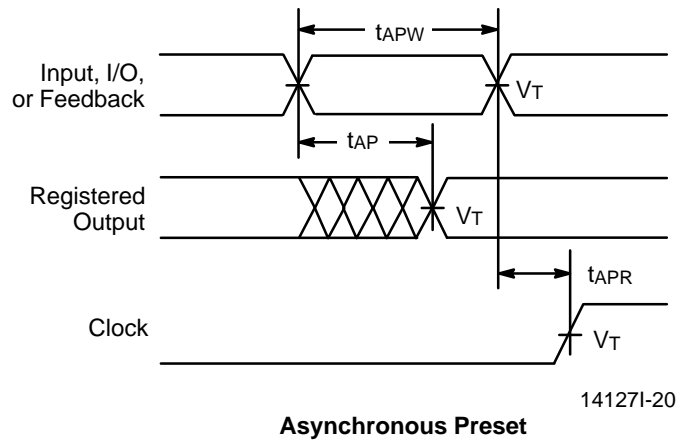 tAPW
Input, I/O,
or Feedback
VT
tAP
Registered
Output
VT
tAPR
Clock
VT
14127I-20
Asynchronous Preset